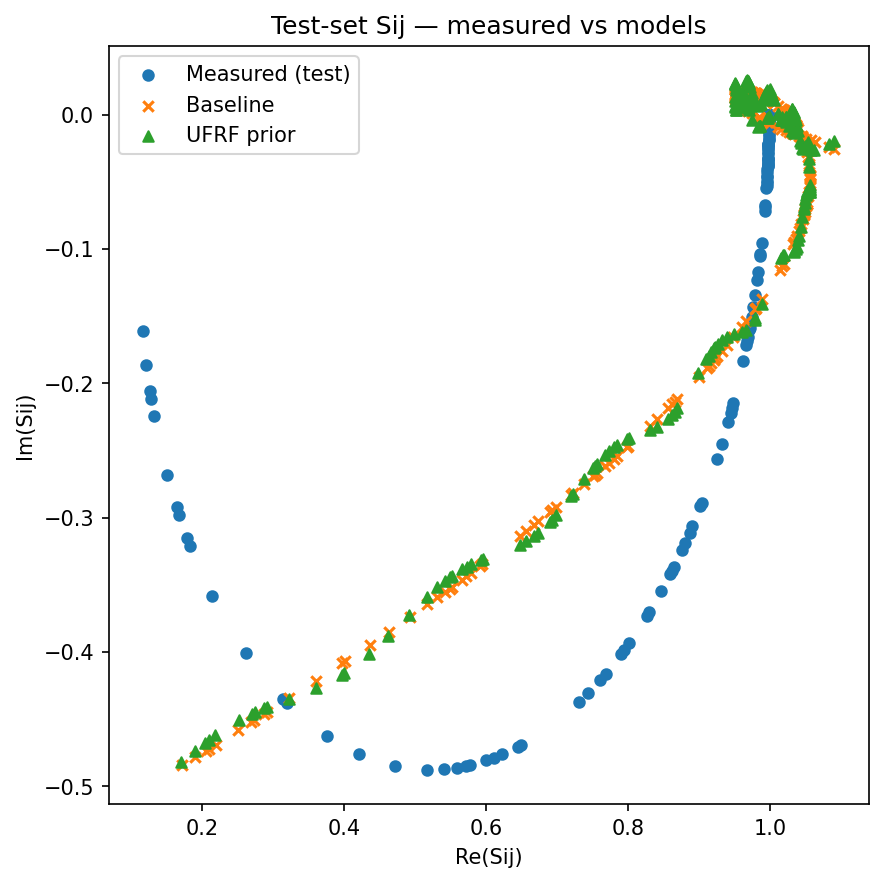 Test-set Sij — measured vs models
Measured (test)
Baseline
UFRF prior
0.0
−0.1
−0.2
−0.3
−0.4
−0.5
Im(Sij)
0.2
0.4
0.6
0.8
1.0
Re(Sij)